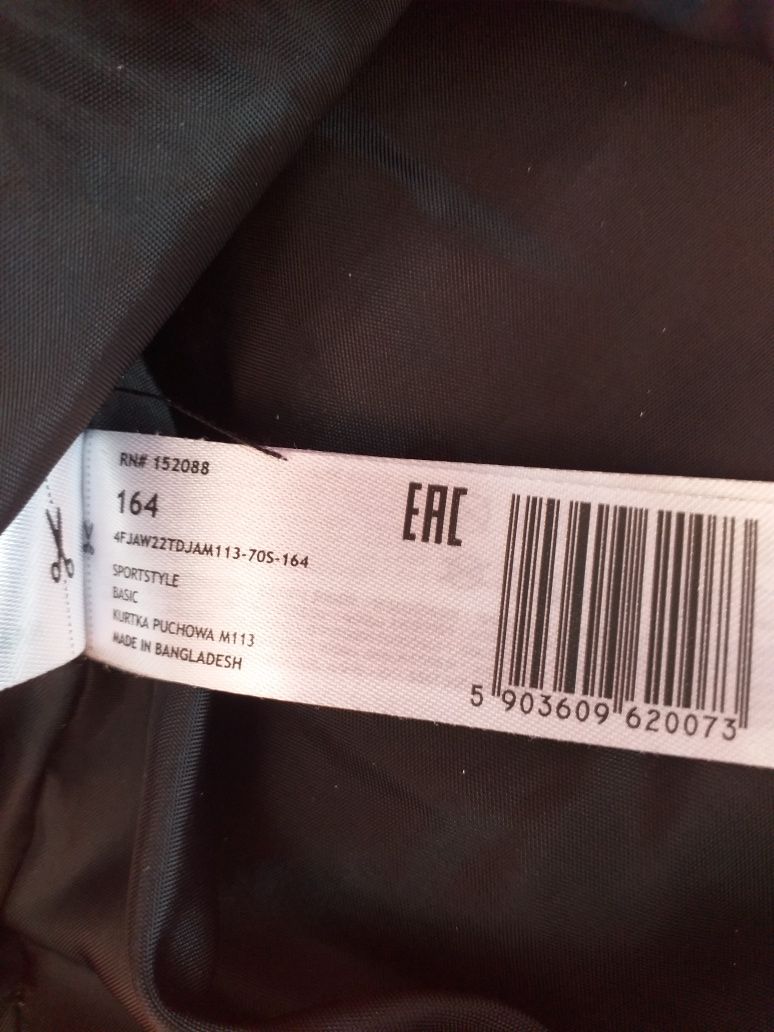 RN# 152088
164
4FJAW22TDJAM113-70S-164
SPORTSTYLE
BASIC
KURTKA PUCHOWA M113
MADE IN BANGLADESH
EAC
5 903609 620073